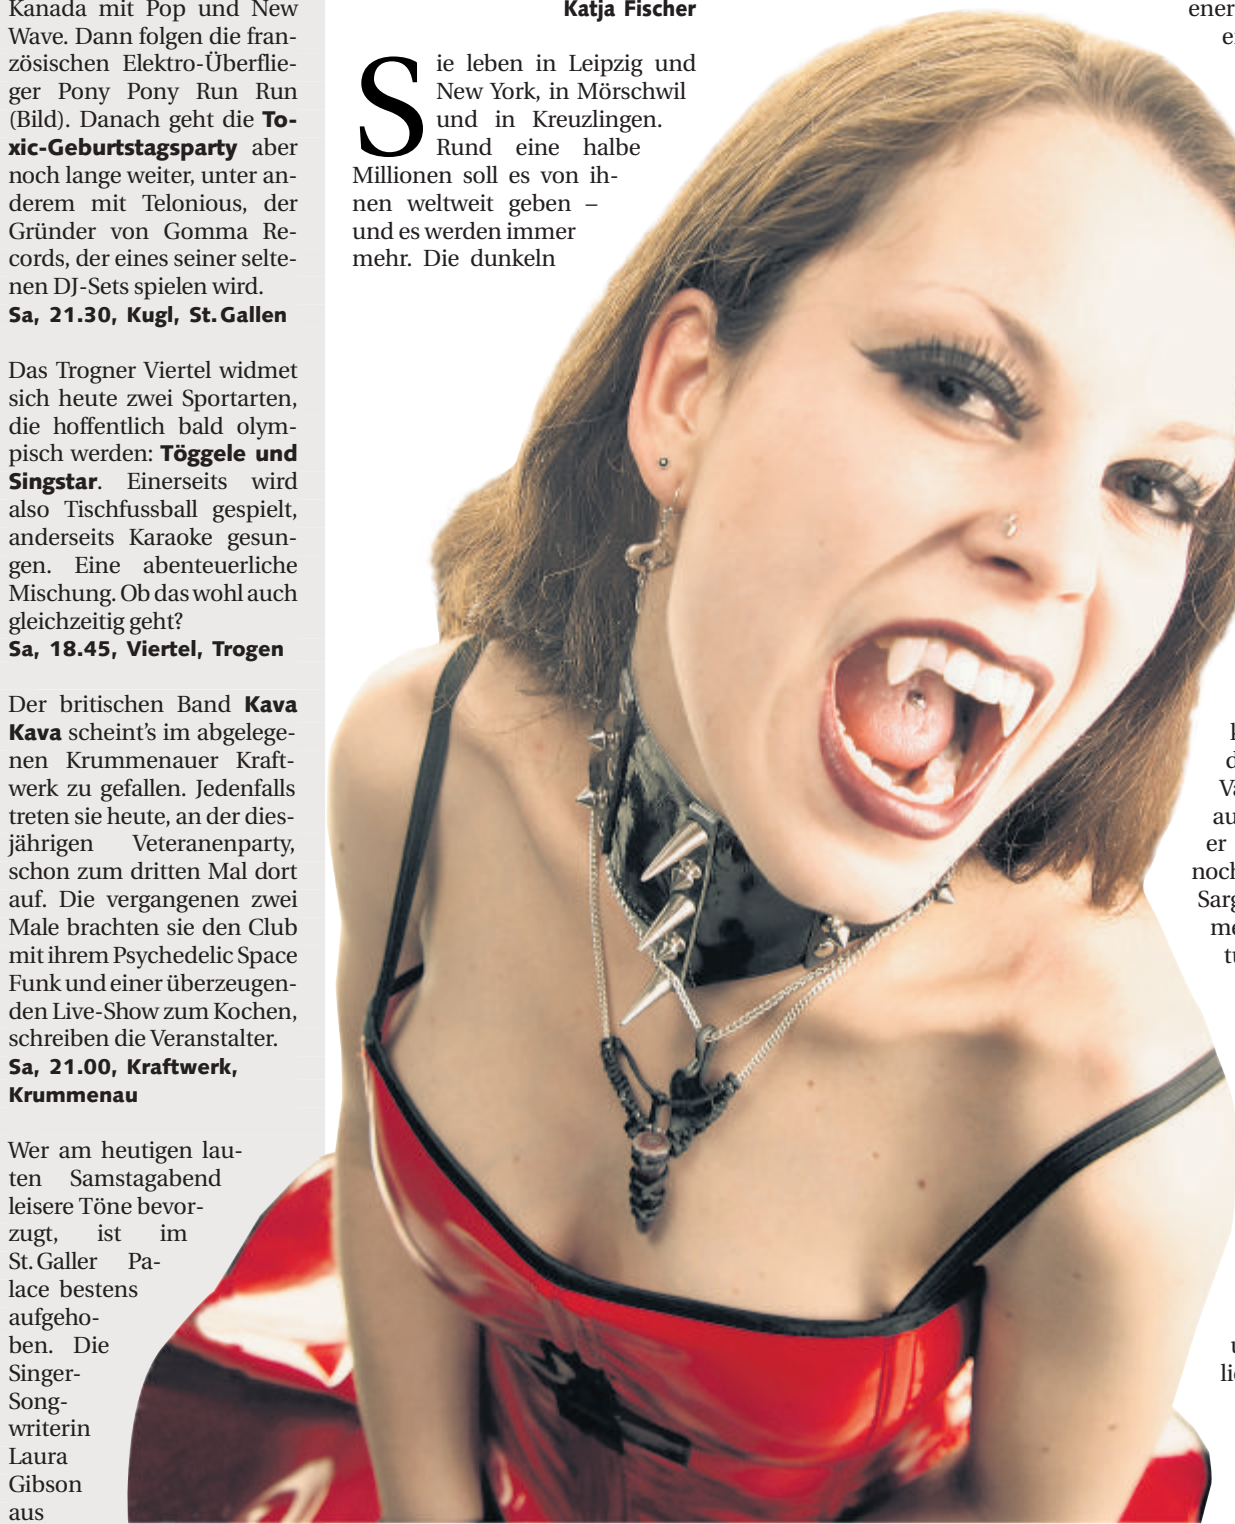 Kanada mit Pop und New
Wave. Dann folgen die fran-
zösischen Elektro-Überflie-
ger Pony Pony Run Run
(Bild). Danach geht die To-
xic-Geburtstagsparty aber
noch lange weiter, unter an-
derem mit Telonious, der
Gründer von Gomma Re-
cords, der eines seiner selte-
nen DJ-Sets spielen wird.
Sa, 21.30, Kugl, St. Gallen
Das Trogner Viertel widmet
sich heute zwei Sportarten,
die hoffentlich bald olym-
pisch werden: Töggele und
Singstar. Einerseits wird
also Tischfussball gespielt,
anderseits Karaoke gesun-
gen. Eine abenteuerliche
Mischung. Ob das wohl auch
gleichzeitig geht?
Sa, 18.45, Viertel, Trogen
Der britischen Band Kava
Kava scheint's im abgelege-
nen Krummenauer Kraft-
werk zu gefallen. Jedenfalls
treten sie heute, an der dies-
jährigen Veteranenparty,
schon zum dritten Mal dort
auf. Die vergangenen zwei
Male brachten sie den Club
mit ihrem Psychedelic Space
Funk und einer überzeugen-
den Live-Show zum Kochen,
schreiben die Veranstalter.
Sa, 21.00, Kraftwerk,
Krummenau
Wer am heutigen lau-
ten Samstagabend
leisere Töne bevor-
zugt, ist im
St. Galler Pa-
lace bestens
aufgeho-
ben. Die
Singer-
Song-
writerin
Laura
Gibson
aus
Katja Fischer
Sie leben in Leipzig und
New York, in Mörschwil
und in Kreuzlingen.
Rund eine halbe
Millionen soll es von ih-
nen weltweit geben –
und es werden immer
mehr. Die dunkeln
ener
er
noch
Sarg